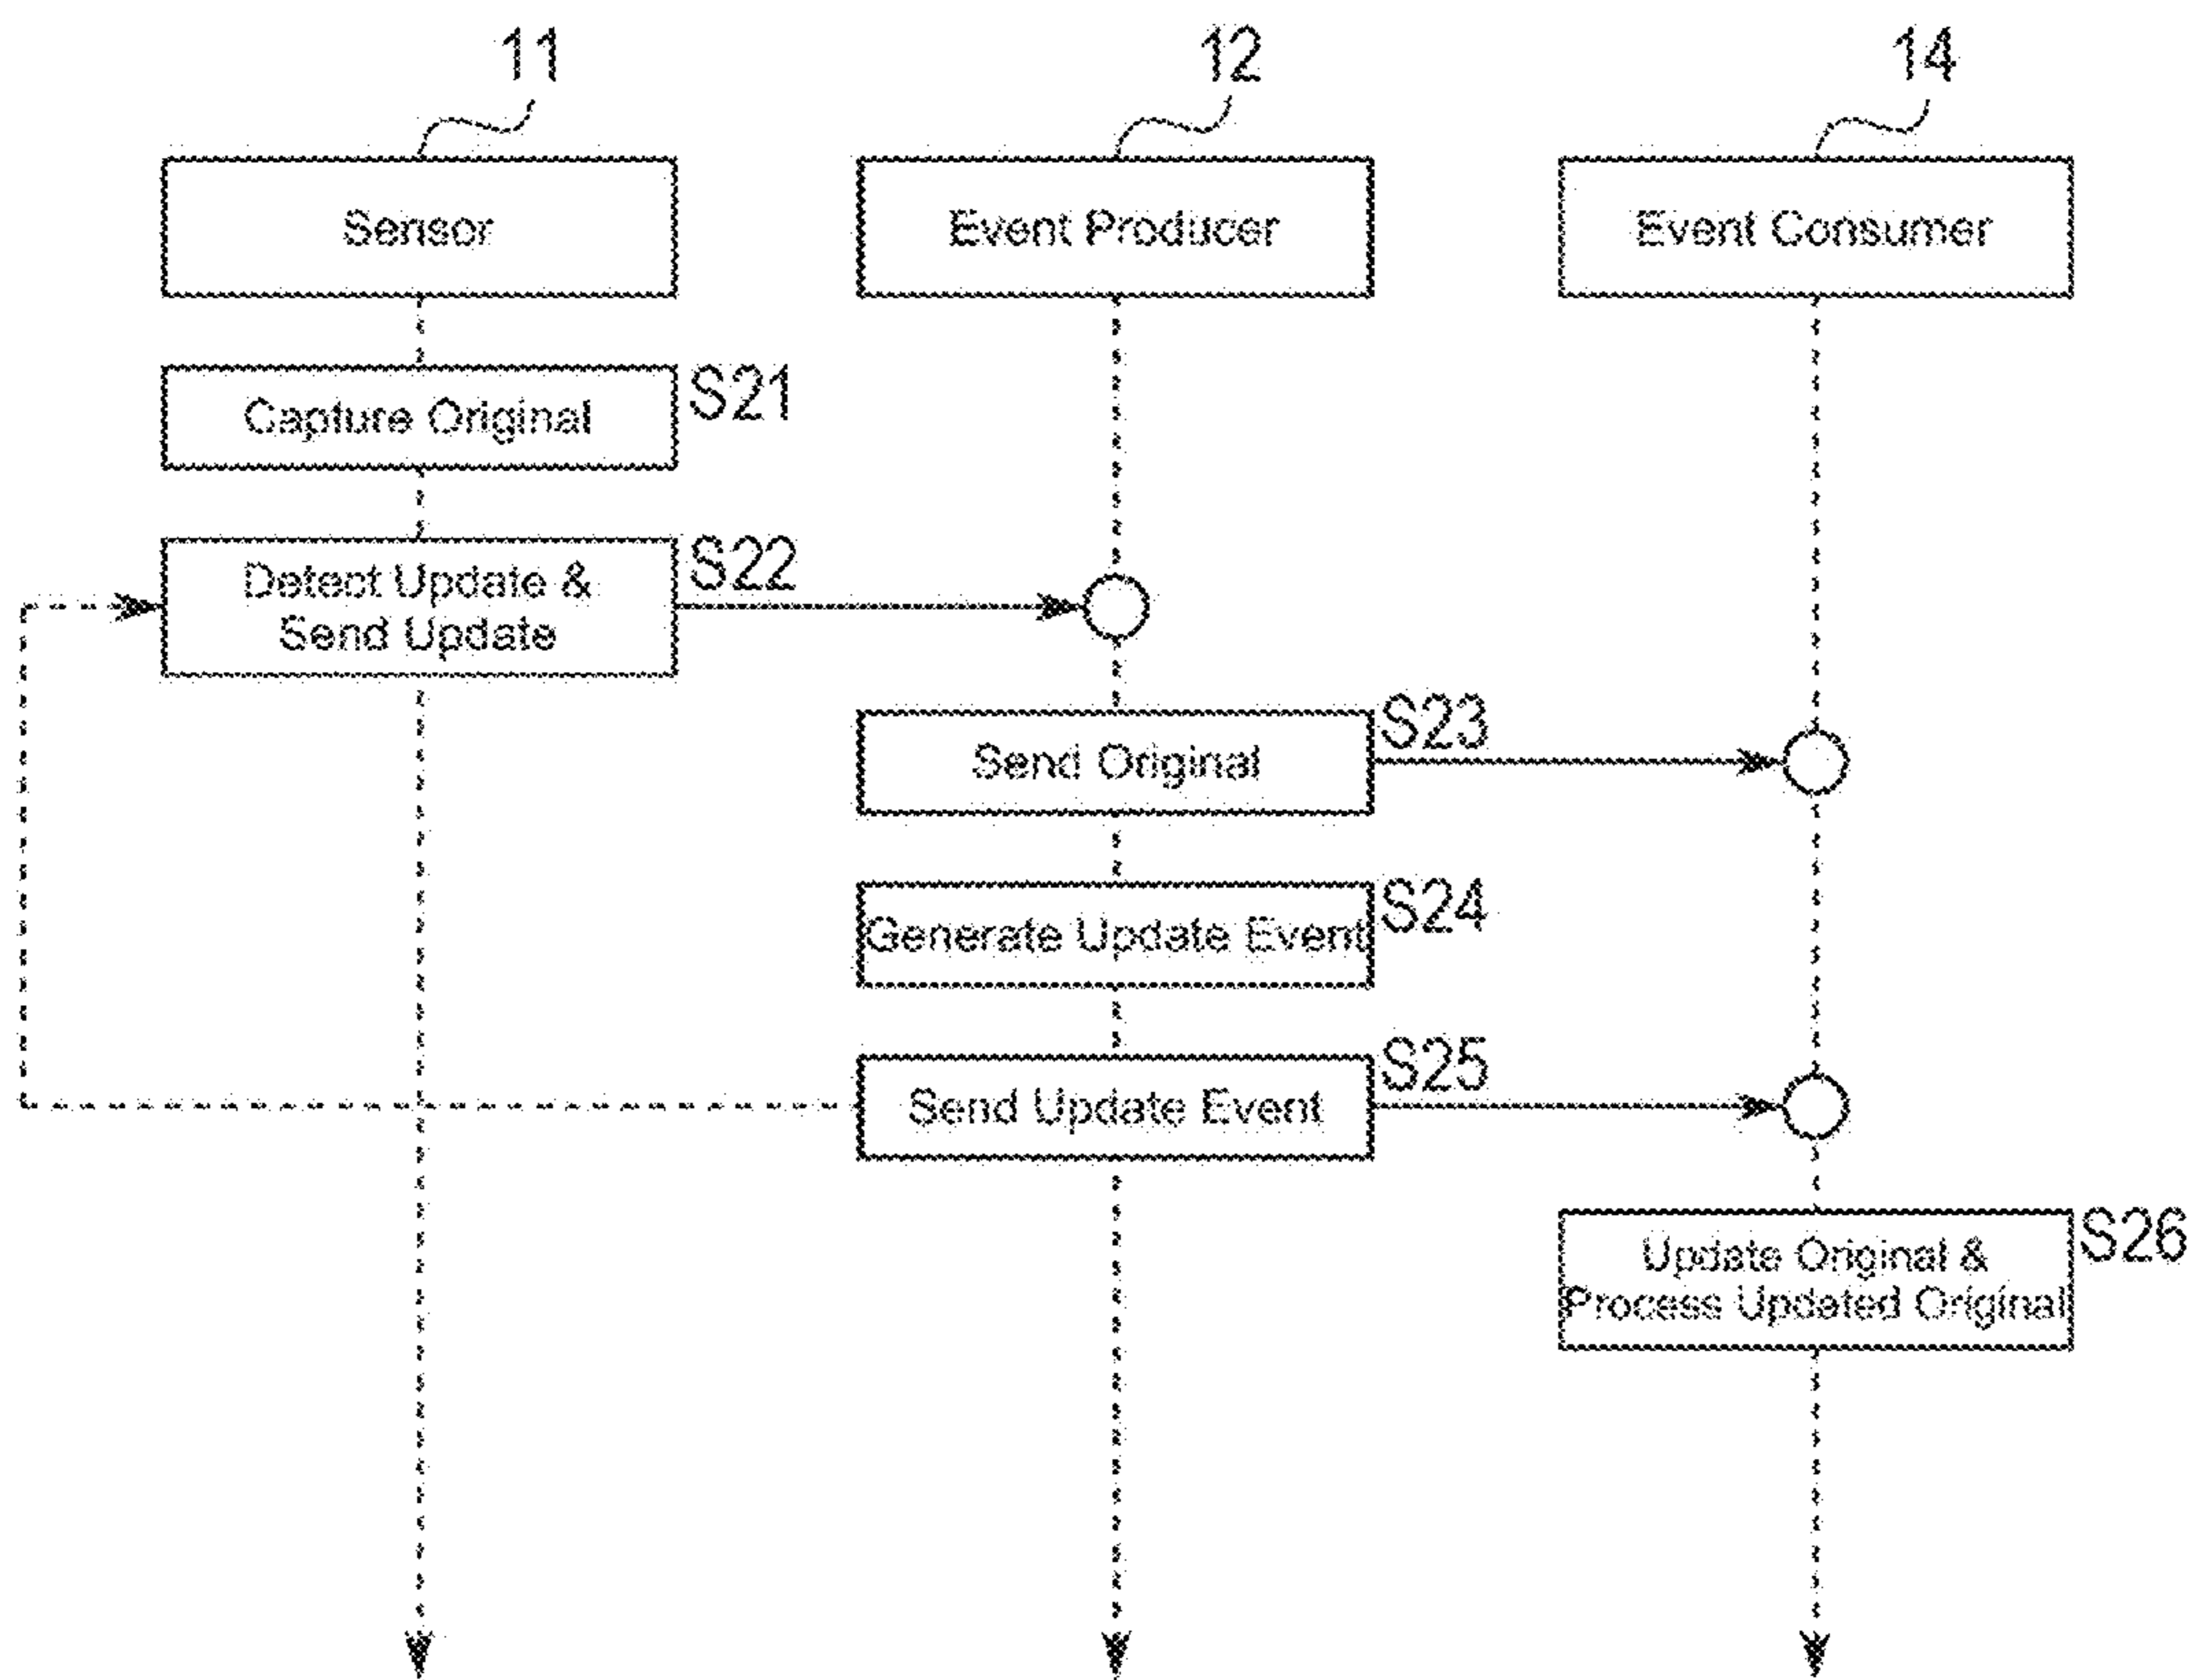 11
12
14
Sensor
Event Producer
Event Consumer
Capture Original
S21
Detect Update &
Send Update
S22
Send Original
S23
Generate Update Event
S24
Send Update Event
S25
Update Original &
Process Updated Original
S26